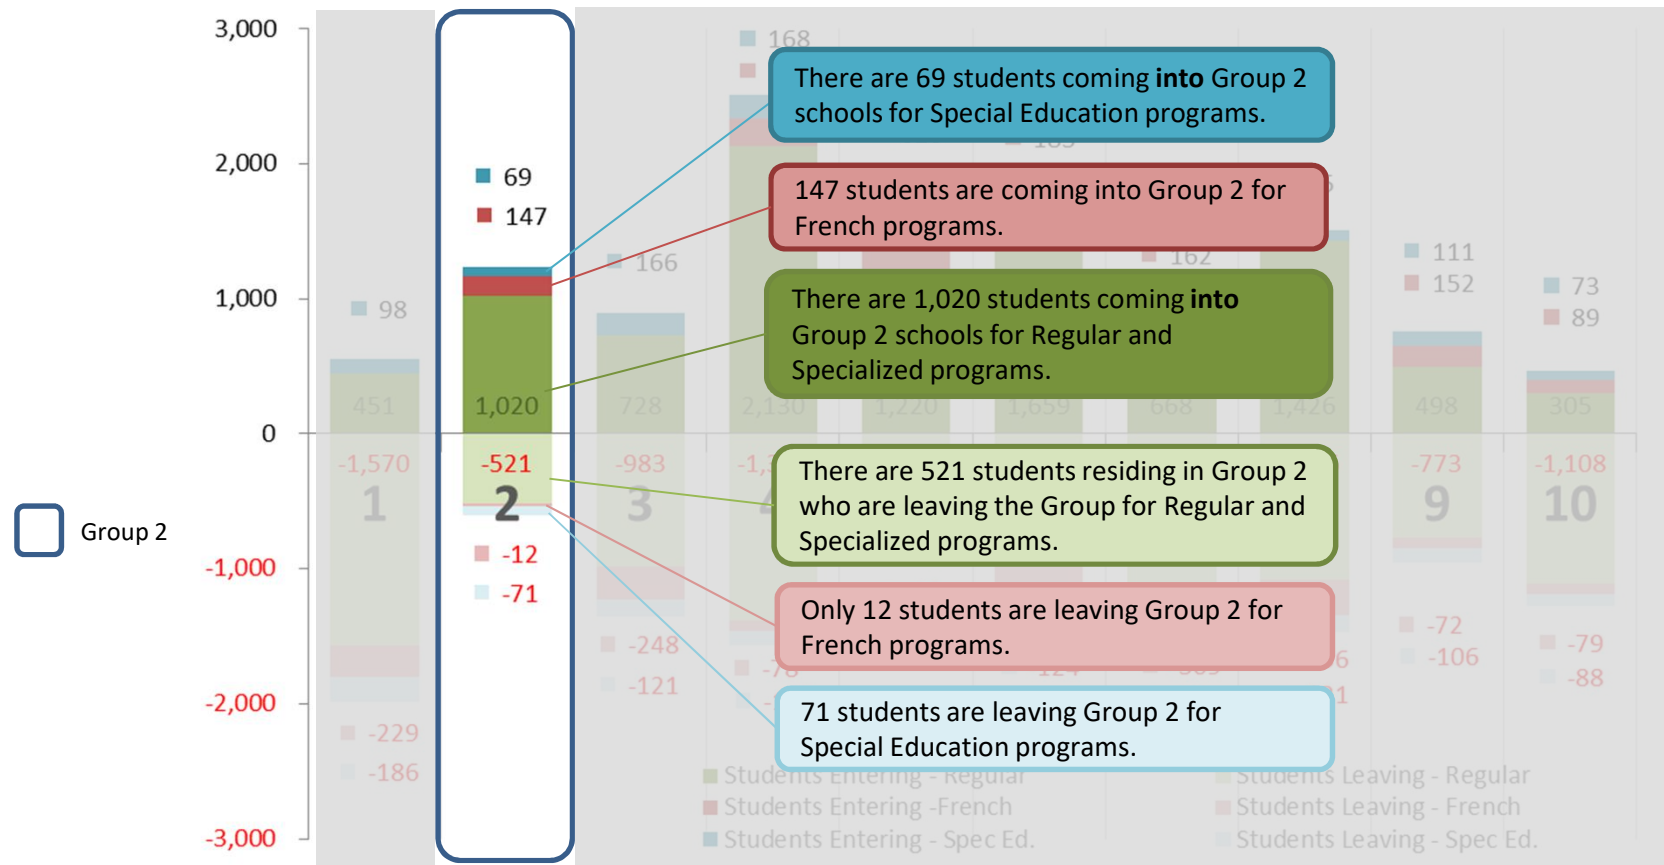 3,000
2,000
1,000
0
-1,000
-2,000
-3,000
Group 2
98
451
-1,570
1
-229
-186
69
147
1,020
-521
2
-12
-71
166
728
-983
3
-248
-121
168
2,130
-78
1,220
1,659
162
668
1,426
111
152
498
-773
9
-72
-106
73
89
305
-1,108
10
-79
-88
There are 69 students coming into Group 2
schools for Special Education programs.
147 students are coming into Group 2 for
French programs.
There are 1,020 students coming into
Group 2 schools for Regular and
Specialized programs.
There are 521 students residing in Group 2
who are leaving the Group for Regular and
Specialized programs.
Only 12 students are leaving Group 2 for
French programs.
71 students are leaving Group 2 for
Special Education programs.
Students Entering - Regular
Students Leaving - Regular
Students Entering -French
Students Leaving - French
Students Entering - Spec Ed.
Students Leaving - Spec Ed.